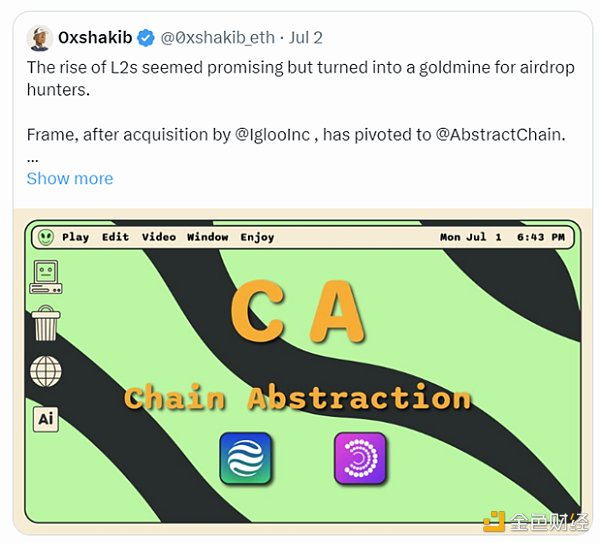 0xshakib @0xshakib_eth · Jul 2
The rise of L2s seemed promising but turned into a goldmine for airdrop
hunters.
Frame, after acquisition by @IglooInc , has pivoted to @AbstractChain.
...
Show more
Play Edit Video Window Enjoy Mon Jul 1 6:43 PM
C A
Chain Abstraction
Ai
金色财经